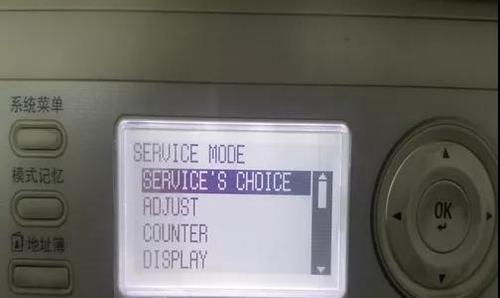 系统菜单
模式记忆
地址簿
SERVICE MODE
SERVICE'S CHOICE
ADJUST
COUNTER
DISPLAY
OK